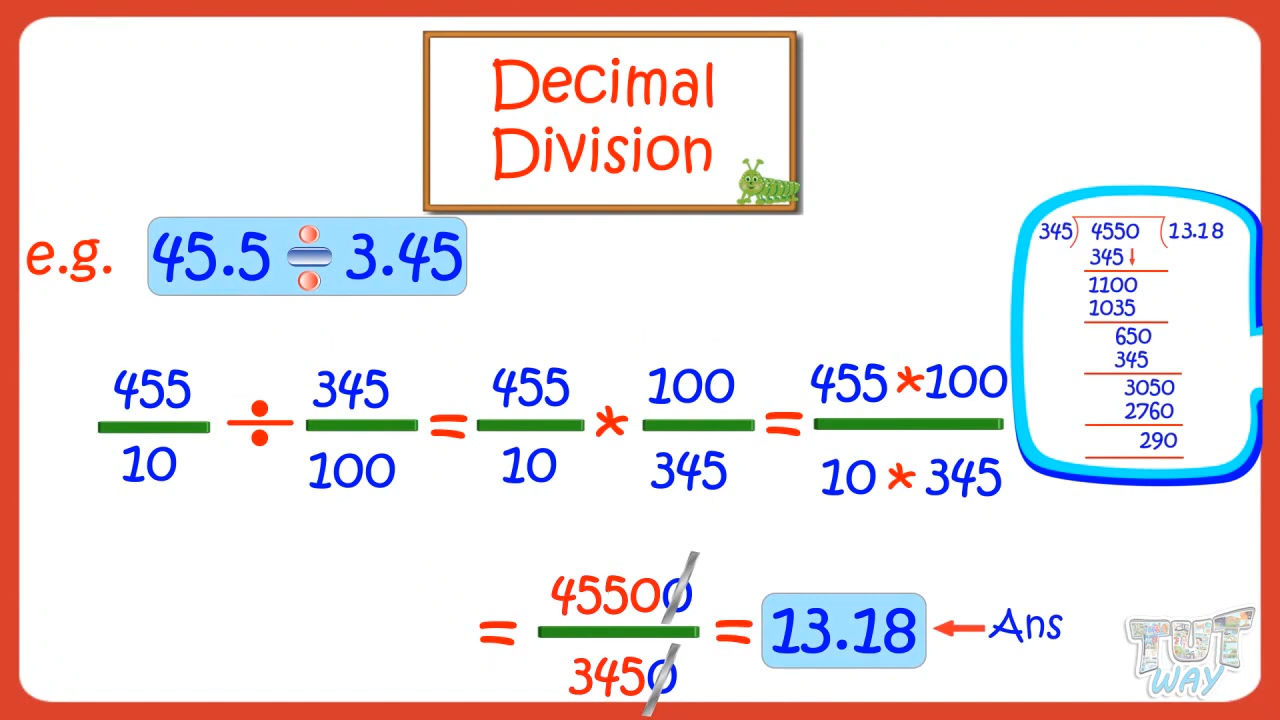 Decimal
Division
e.g. 45.5 ÷ 3.45
455 ÷ 345 = 455 * 100 = 455 *100
10 100 10 345 10 * 345
= 45500 = 13.18 ← Ans
3450
345) 4550 (13.18
345↓
1100
1035
650
345
3050
2760
290
TUT
WAY